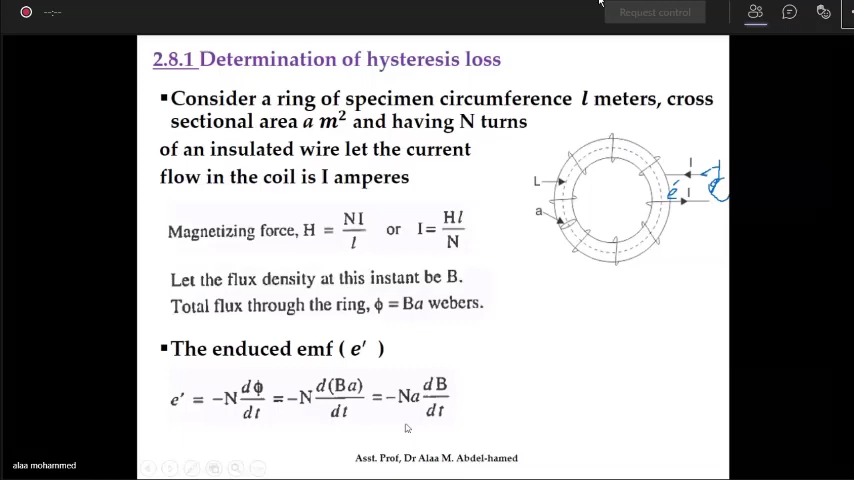 Request control
--:--
2.8.1 Determination of hysteresis loss
▪Consider a ring of specimen circumference l meters, cross
sectional area a m² and having N turns
of an insulated wire let the current
flow in the coil is I amperes
Magnetizing force, H = NI/l or I = Hl/N
Let the flux density at this instant be B.
Total flux through the ring, ϕ = Ba webers.
L
a
I
I
é
▪The enduced emf ( e′ )
e′ = -N dϕ/dt = -N d(Ba)/dt = -Na dB/dt
Asst. Prof, Dr Alaa M. Abdel-hamed
alaa mohammed